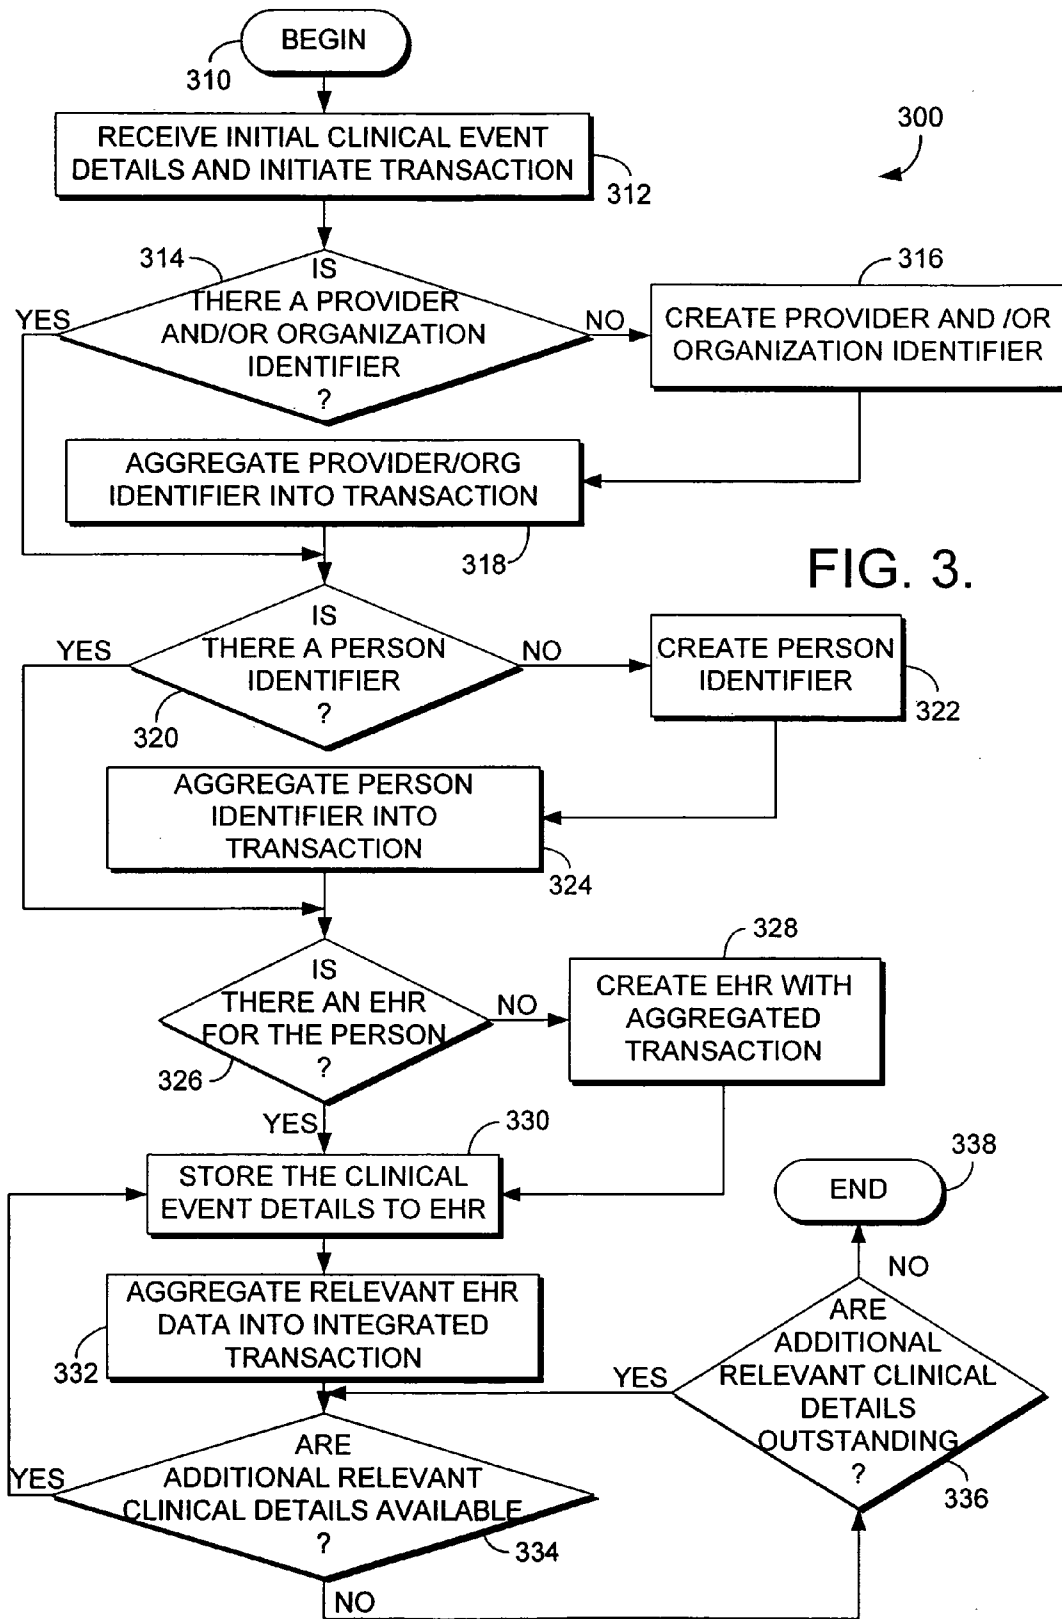 BEGIN
310
RECEIVE INITIAL CLINICAL EVENT
DETAILS AND INITIATE TRANSACTION
312
300
314
IS
THERE A PROVIDER
AND/OR ORGANIZATION
IDENTIFIER
?
YES
NO
316
CREATE PROVIDER AND /OR
ORGANIZATION IDENTIFIER
AGGREGATE PROVIDER/ORG
IDENTIFIER INTO TRANSACTION
318
FIG. 3.
IS
THERE A PERSON
IDENTIFIER
?
YES
NO
320
CREATE PERSON
IDENTIFIER
322
AGGREGATE PERSON
IDENTIFIER INTO
TRANSACTION
324
IS
THERE AN EHR
FOR THE PERSON
?
NO
326
YES
328
CREATE EHR WITH
AGGREGATED
TRANSACTION
330
STORE THE CLINICAL
EVENT DETAILS TO EHR
338
END
AGGREGATE RELEVANT EHR
DATA INTO INTEGRATED
TRANSACTION
332
NO
ARE
ADDITIONAL
RELEVANT CLINICAL
DETAILS
OUTSTANDING
?
YES
336
ARE
ADDITIONAL RELEVANT
CLINICAL DETAILS AVAILABLE
?
YES
334
NO